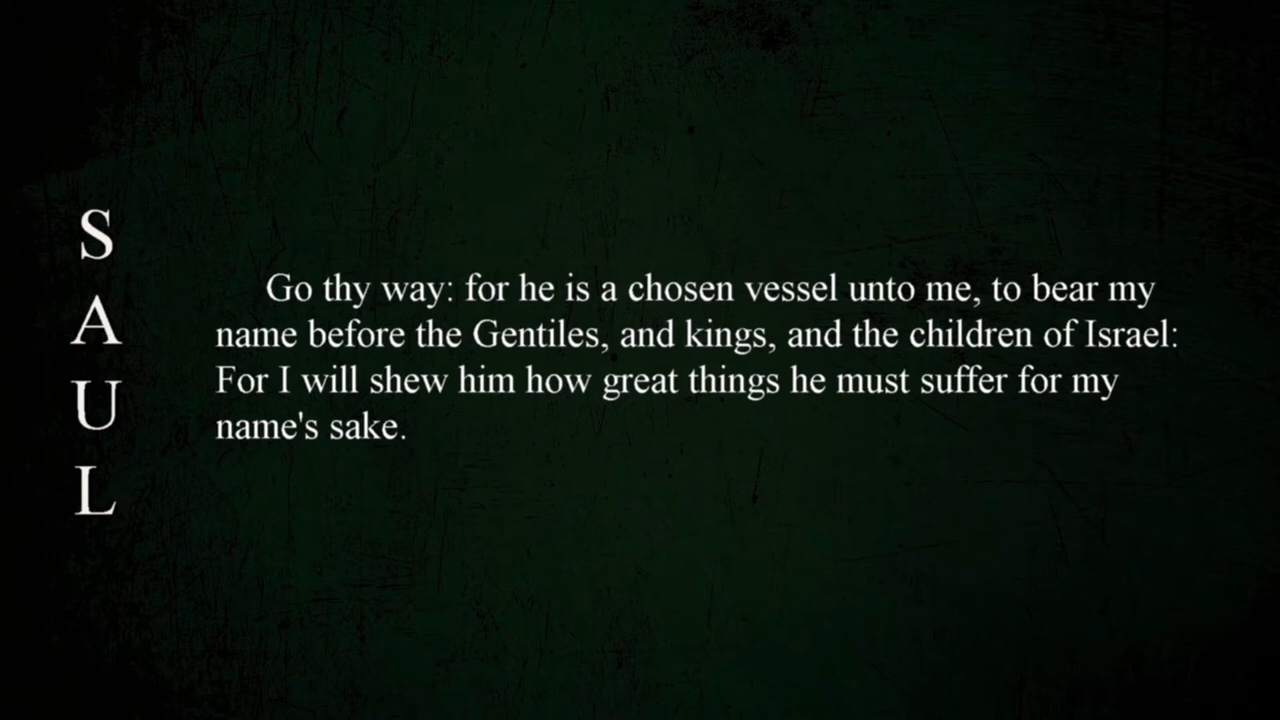 SAUL
Go thy way: for he is a chosen vessel unto me, to bear my
name before the Gentiles, and kings, and the children of Israel:
For I will shew him how great things he must suffer for my
name's sake.